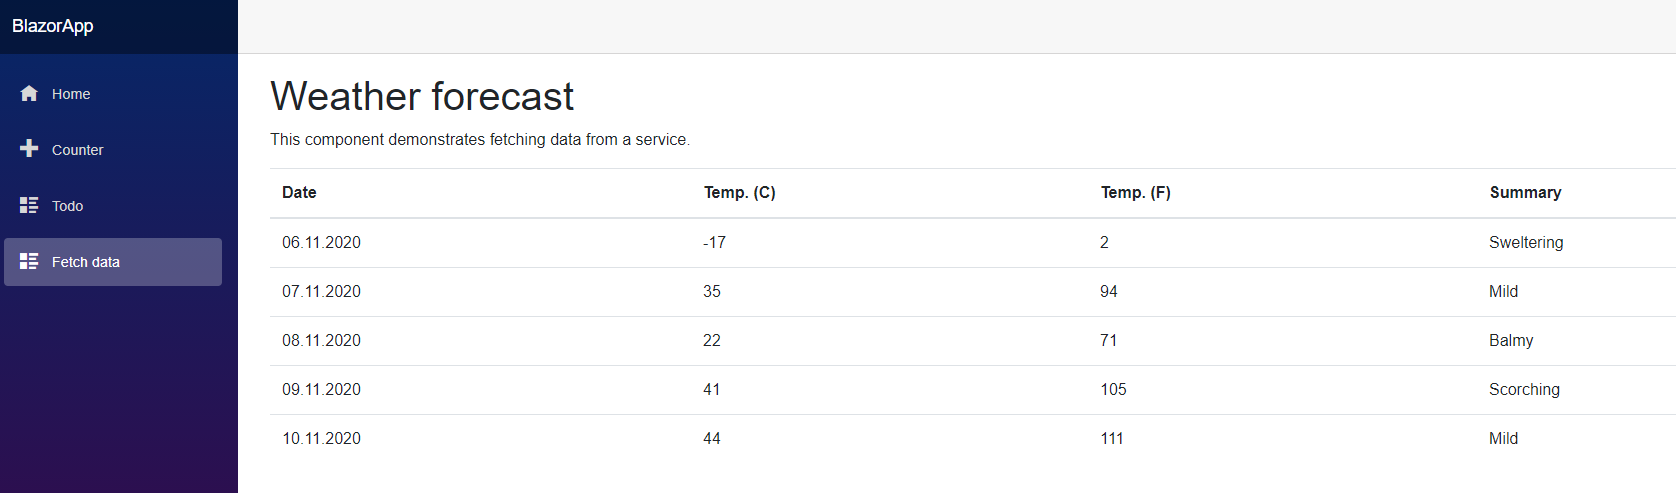 BlazorApp
Home
Counter
Todo
Fetch data
Weather forecast
This component demonstrates fetching data from a service.
Date Temp. (C) Temp. (F) Summary
06.11.2020 -17 2 Sweltering
07.11.2020 35 94 Mild
08.11.2020 22 71 Balmy
09.11.2020 41 105 Scorching
10.11.2020 44 111 Mild